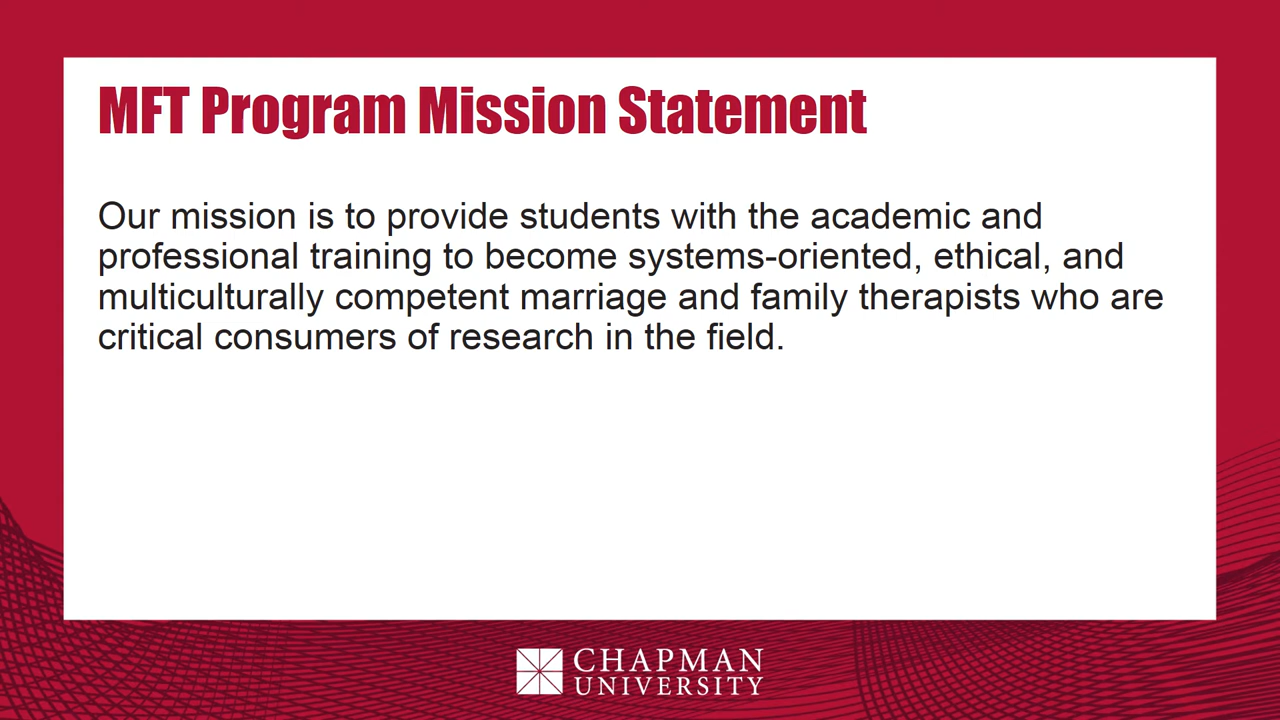 MFT Program Mission Statement
Our mission is to provide students with the academic and
professional training to become systems-oriented, ethical, and
multiculturally competent marriage and family therapists who are
critical consumers of research in the field.
CHAPMAN
UNIVERSITY